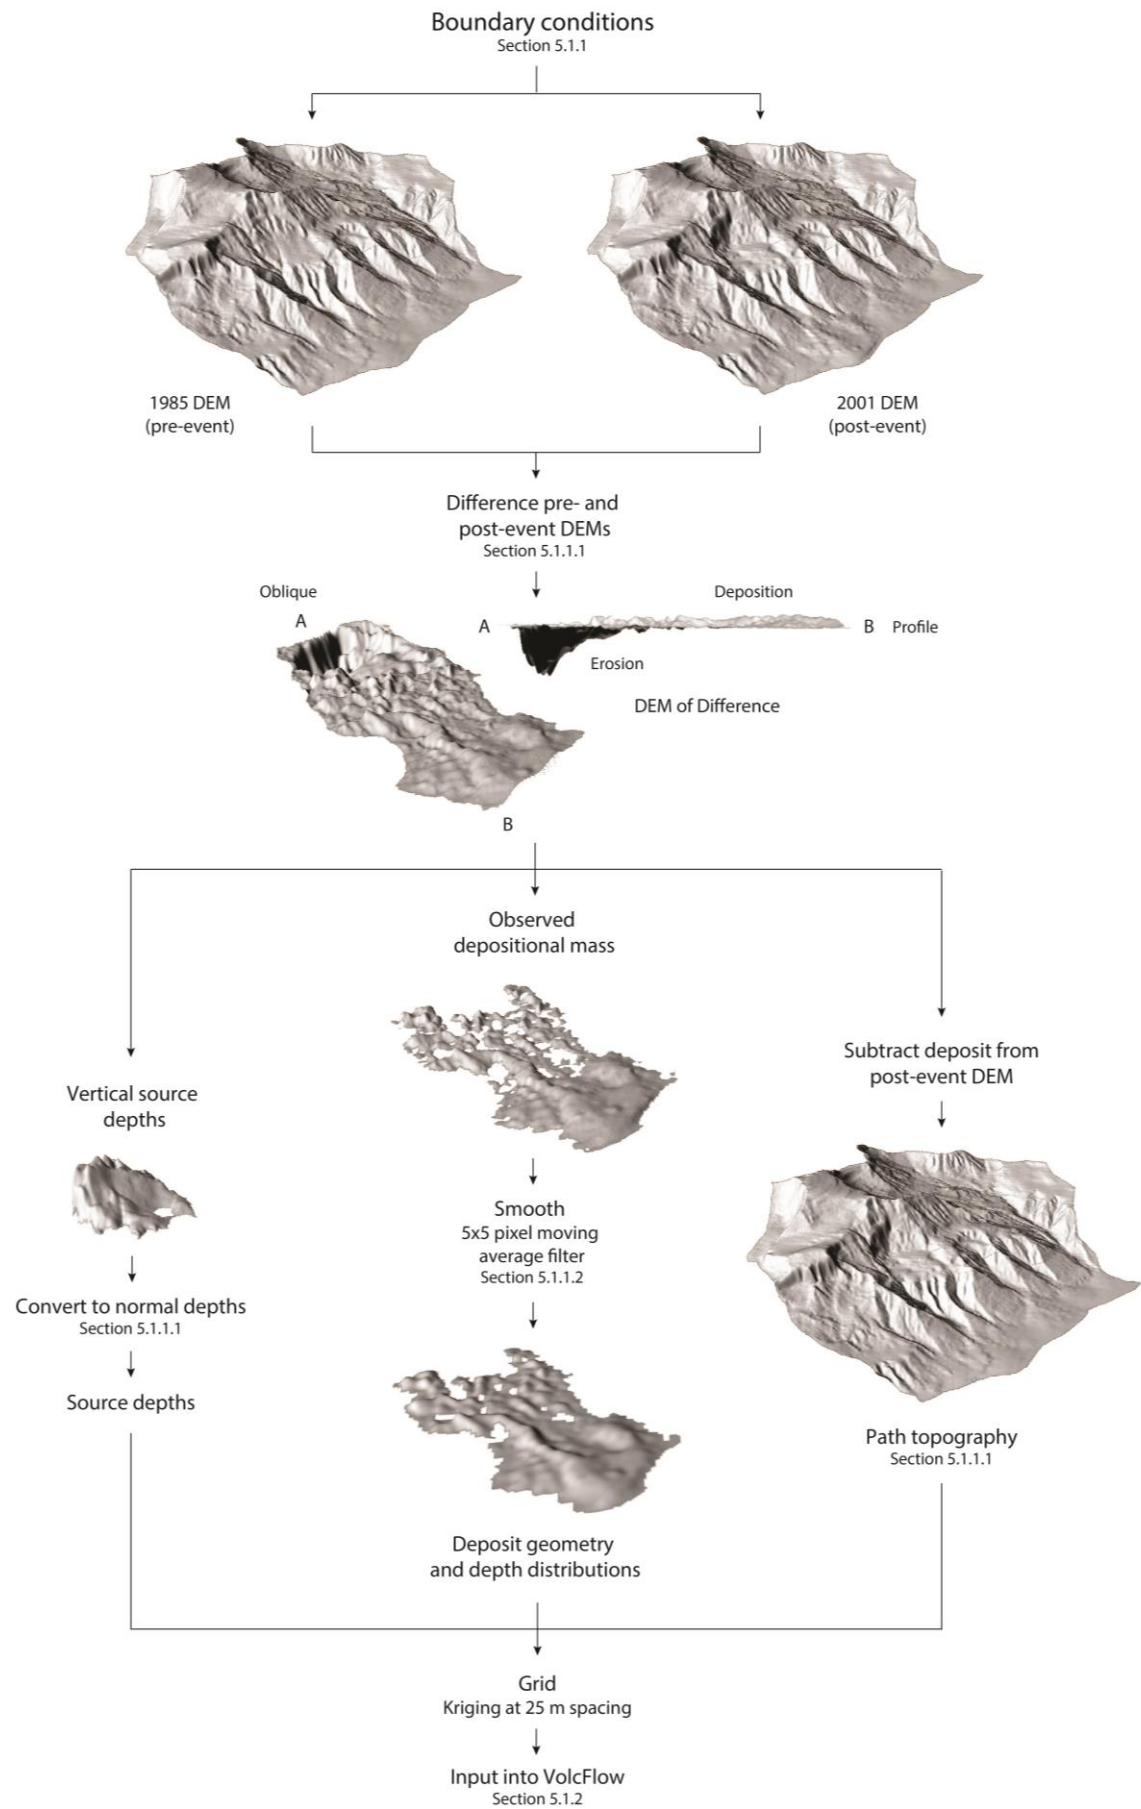 Boundary conditions
Section 5.1.1
1985 DEM
(pre-event)
2001 DEM
(post-event)
Difference pre- and
post-event DEMs
Section 5.1.1.1
Oblique
A
B
Deposition
A
B Profile
Erosion
DEM of Difference
Vertical source
depths
Convert to normal depths
Section 5.1.1.1
Source depths
Observed
depositional mass
Smooth
5x5 pixel moving
average filter
Section 5.1.1.2
Deposit geometry
and depth distributions
Subtract deposit from
post-event DEM
Path topography
Section 5.1.1.1
Grid
Kriging at 25 m spacing
Input into VolcFlow
Section 5.1.2